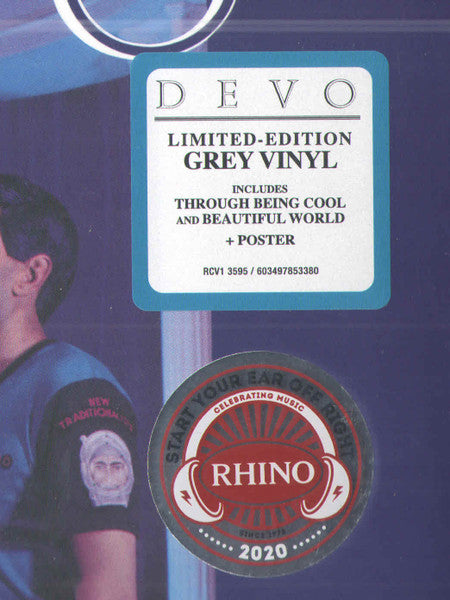 DEVO
LIMITED-EDITION
GREY VINYL
INCLUDES
THROUGH BEING COOL
AND BEAUTIFUL WORLD
+ POSTER
RCV1 3595 / 603497853380
NEW
START YOUR EAR OFF RIGHT
CELEBRATING MUSIC
RHINO
SINCE 1978
2020